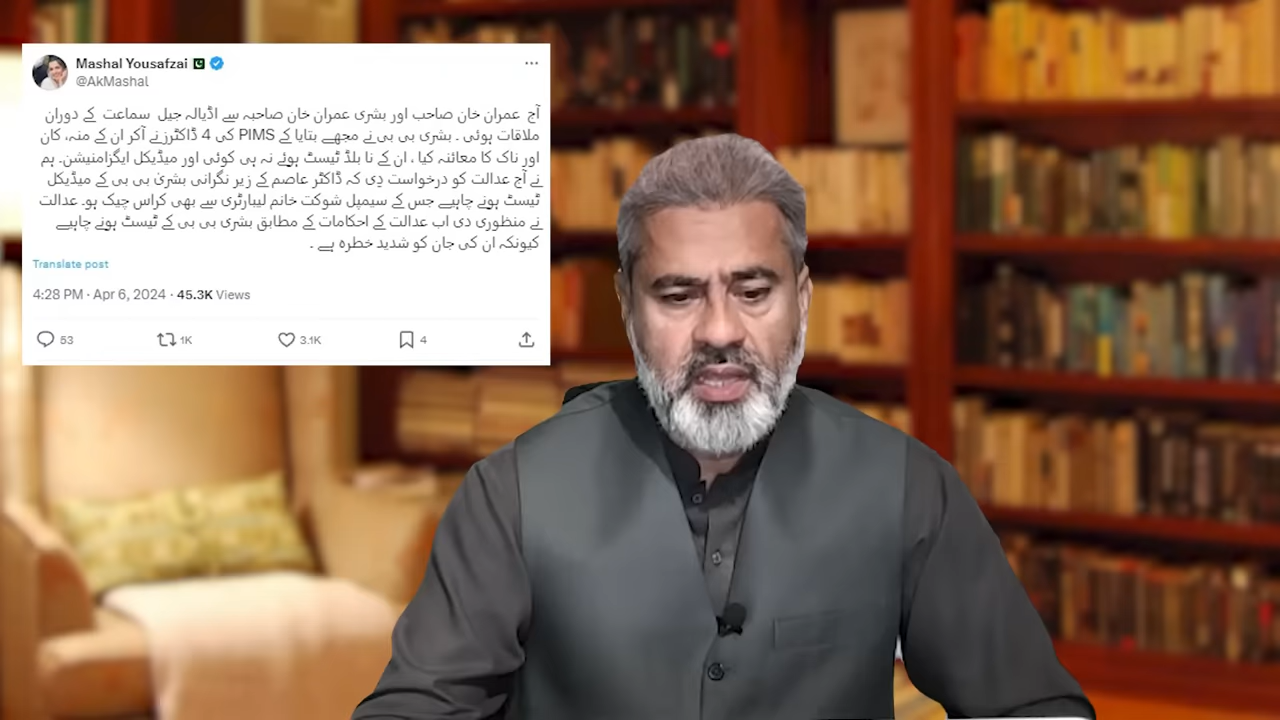 Mashal Yousafzai
@AkMashal
آج عمران خان صاحب اور بشری عمران خان صاحبہ سے اڈیالہ جیل سماعت کے دوران
ملاقات ہوئی ۔ بشری بی بی نے مجھے بتایا کے PIMS کی 4 ڈاکٹرز نے آکر ان کے منہ، کان
اور ناک کا معائنہ کیا ، ان کے نا بلڈ ٹیسٹ ہوئے نہ ہی کوئی اور میڈیکل ایگزامنیشن۔ ہم
نے آج عدالت کو درخواست دی کہ ڈاکٹر عاصم کے زیر نگرانی بشریٰ بی بی کے میڈیکل
ٹیسٹ ہونے چاہیے جس کے سیمپل شوکت خانم لیبارٹری سے بھی کراس چیک ہو۔ عدالت
نے منظوری دی اب عدالت کے احکامات کے مطابق بشری بی بی کے ٹیسٹ ہونے چاہیے
کیونکہ ان کی جان کو شدید خطرہ ہے ۔
Translate post
4:28 PM · Apr 6, 2024 · 45.3K Views
53 1K 3.1K 4